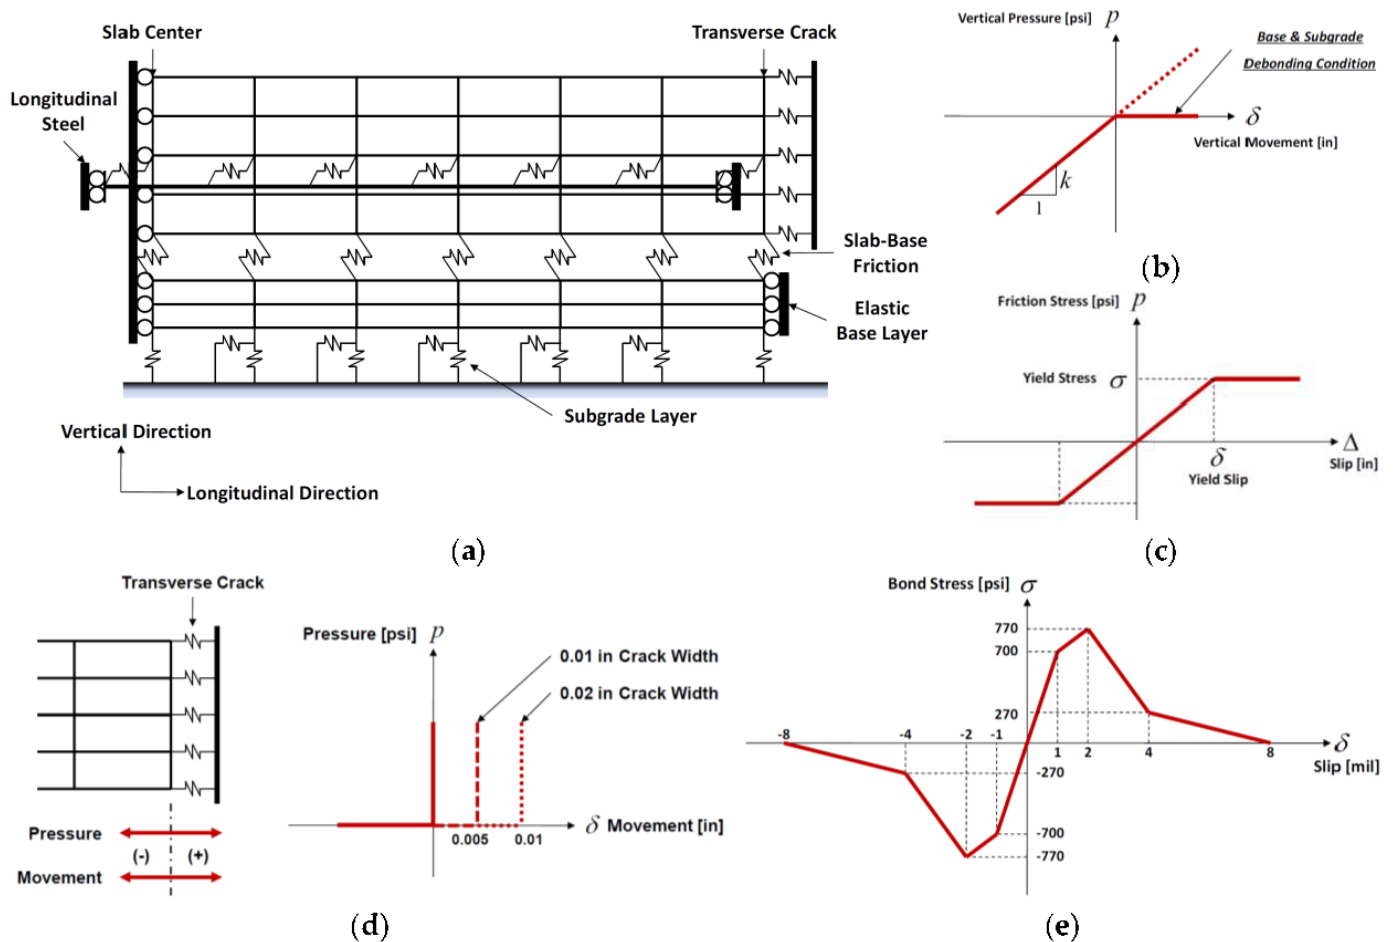 Slab Center
Transverse Crack
Longitudinal
Steel
Slab-Base
Friction
Elastic
Base Layer
Subgrade Layer
Vertical Direction
Longitudinal Direction
(a)
Vertical Pressure [psi] p
Base & Subgrade
Debonding Condition
δ
Vertical Movement [in]
k
1
(b)
Friction Stress [psi] p
Yield Stress σ
Δ
δ
Slip [in]
Yield Slip
(c)
Transverse Crack
Pressure [psi] p
0.01 in Crack Width
0.02 in Crack Width
Pressure
(-) (+)
Movement
δ Movement [in]
0.005 0.01
(d)
Bond Stress [psi] σ
770
700
270
-8 -4 -2 -1
1 2 4 8
δ
Slip [mil]
-270
-700
-770
(e)